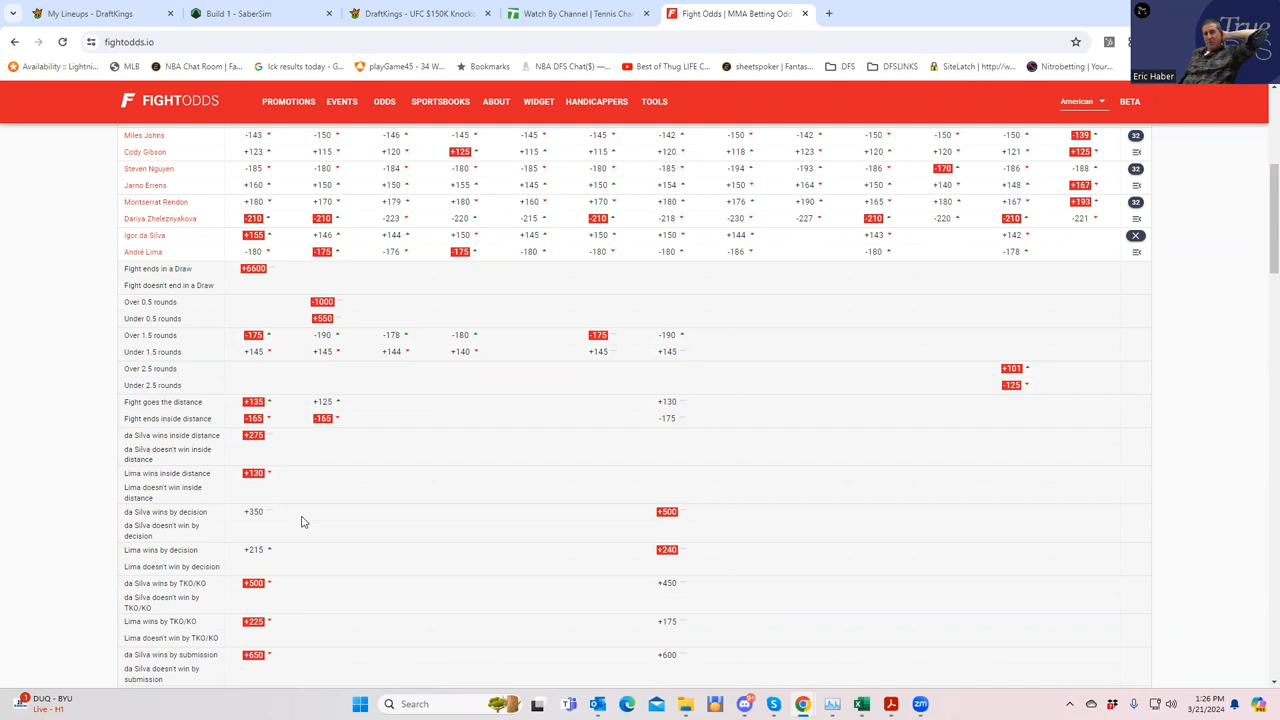 My Lineups - DraftKin
Build 1 - SaberSim
DraftKings -
DraftKings - UFC $150K Knocko
Watch By Channel | Tennis Chan
Fight Odds | MMA Betting Odd
fightodds.io
Availability :: Lightni...
MLB
NBA Chat Room | Fa...
Ick results today - G...
playGame45 - 34 W...
Bookmarks
NBA DFS Chat($) -...
Best of Thug LIFE C...
sheetspoker | Fanat...
DFS
DFSLINKS
SiteLatch | http://w...
Nitrobetting | Your...
True
Eric Haber
FIGHTODDS
PROMOTIONS EVENTS ODDS SPORTSBOOKS ABOUT WIDGET HANDICAPPERS TOOLS
American
BETA
Miles Johns -143 -150 -146 -145 -145 -145 -142 -150 -142 -150 -150 -150 -139 32
Cody Gibson +123 +115 +120 +125 +115 +115 +120 +118 +123 +120 +120 +121 +125
Steven Nguyen -185 -180 -184 -180 -185 -180 -185 -194 -193 -186 -170 -186 -188 32
Jarno Errens +160 +150 +150 +155 +145 +150 +154 +150 +164 +150 +140 +148 +167
Montserrat Rendon +180 +170 +179 +180 +160 +170 +180 +176 +190 +165 +180 +167 +193 32
Dariya Zheleznyakova -210 -210 -223 -220 -215 -210 -218 -230 -227 -210 -220 -210 -221
Igor da Silva +155 +146 +144 +150 +145 +150 +150 +144 +143 +142
André Lima -180 -175 -176 -175 -180 -180 -180 -186 -180 -178
Fight ends in a Draw +6600
Fight doesn't end in a Draw
Over 0.5 rounds -1000
Under 0.5 rounds +550
Over 1.5 rounds -175 -190 -178 -180 -175 -190
Under 1.5 rounds +145 +145 +144 +140 +145 +145
Over 2.5 rounds +101
Under 2.5 rounds -125
Fight goes the distance +135 +125 +130
Fight ends inside distance -165 -165 -175
da Silva wins inside distance +275
da Silva doesn't win inside
distance
Lima wins inside distance +130
Lima doesn't win inside
distance
da Silva wins by decision +350 +500
da Silva doesn't win by
decision
Lima wins by decision +215 +240
Lima doesn't win by decision
da Silva wins by TKO/KO +500 +450
da Silva doesn't win by
TKO/KO
Lima wins by TKO/KO +225 +175
Lima doesn't win by TKO/KO
da Silva wins by submission +650 +600
da Silva doesn't win by
submission
1
DUQ - BYU
Live - H1
Search
1:26 PM
3/21/2024